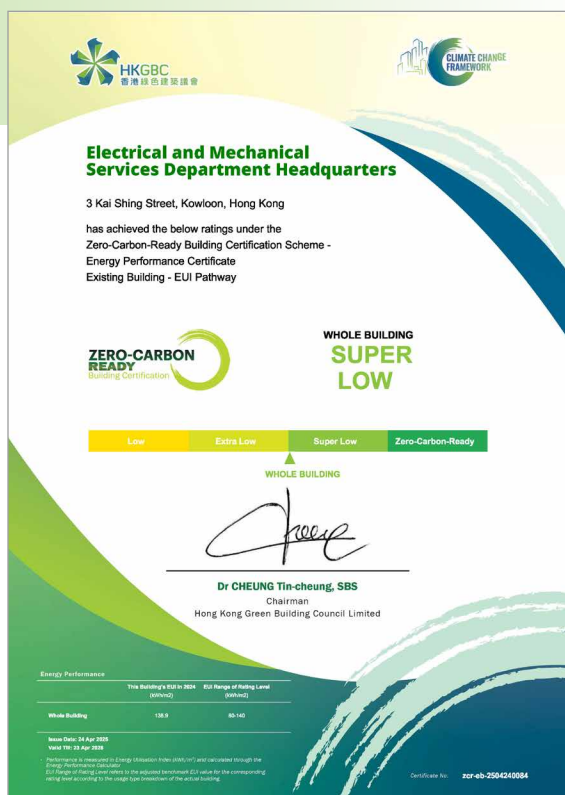 HKGBC
香港綠色建築議會
CLIMATE CHANGE
FRAMEWORK
Electrical and Mechanical
Services Department Headquarters
3 Kai Shing Street, Kowloon, Hong Kong
has achieved the below ratings under the
Zero-Carbon-Ready Building Certification Scheme -
Energy Performance Certificate
Existing Building - EUI Pathway
ZERO-CARBON
READY
Building Certification
WHOLE BUILDING
SUPER
LOW
Low Extra Low Super Low Zero-Carbon-Ready
WHOLE BUILDING
Dr CHEUNG Tin-cheung, SBS
Chairman
Hong Kong Green Building Council Limited
Energy Performance
This Building's EUI in 2024 EUI Range of Rating Level
(kWh/m2) (kWh/m2)
Whole Building 80-140
Issue Date: 24 Apr 2025
Valid Till:
- Performance is measured in Energy Utilisation Index (kWh/m²) and calculated through the
Energy Performance Calculator
EUI Range of Rating Level refers to the adjusted benchmark EUI value for the corresponding
rating level according to the usage type breakdown of the actual building.
Certificate No: zcr-eb-2504240084